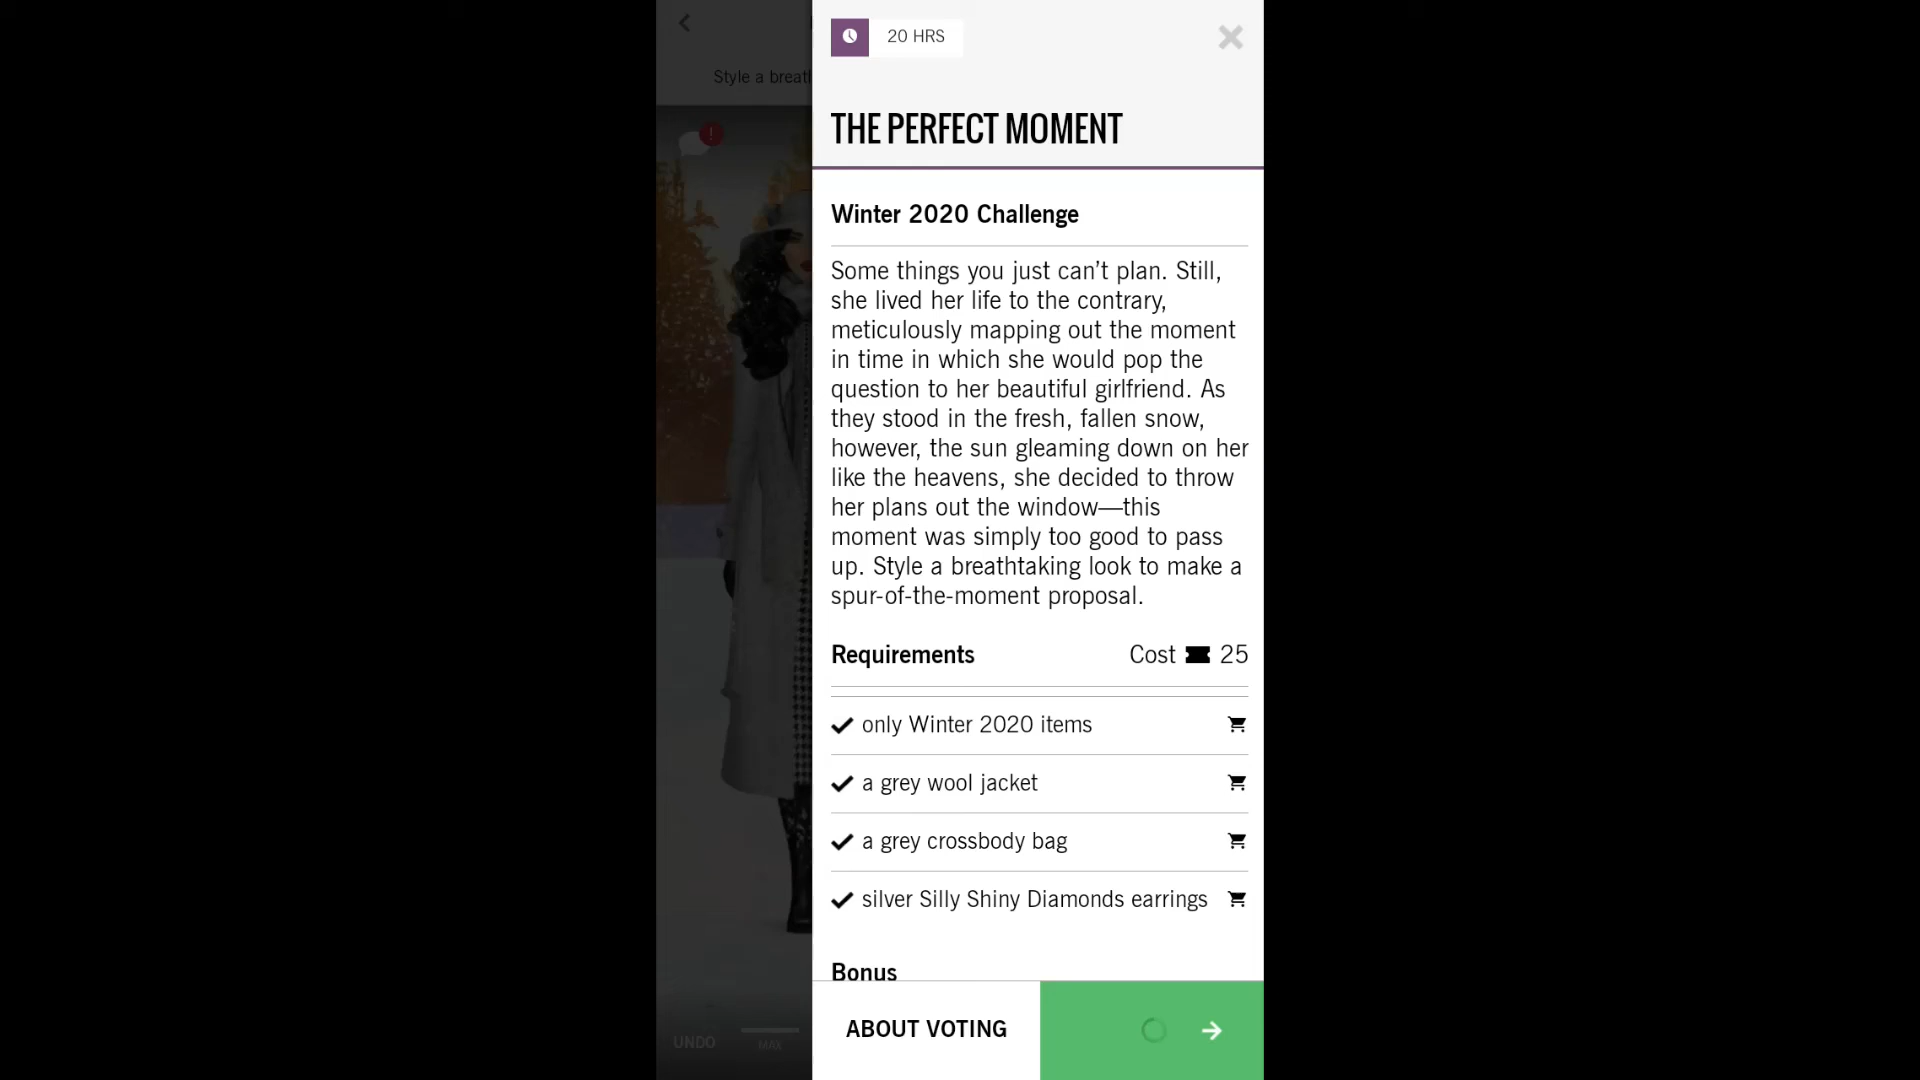 20 HRS
Style a breat
!
THE PERFECT MOMENT
Winter 2020 Challenge
Some things you just can’t plan. Still,
she lived her life to the contrary,
meticulously mapping out the moment
in time in which she would pop the
question to her beautiful girlfriend. As
they stood in the fresh, fallen snow,
however, the sun gleaming down on her
like the heavens, she decided to throw
her plans out the window—this
moment was simply too good to pass
up. Style a breathtaking look to make a
spur-of-the-moment proposal.
Requirements Cost 25
only Winter 2020 items
a grey wool jacket
a grey crossbody bag
silver Silly Shiny Diamonds earrings
Bonus
UNDO
MAX
ABOUT VOTING